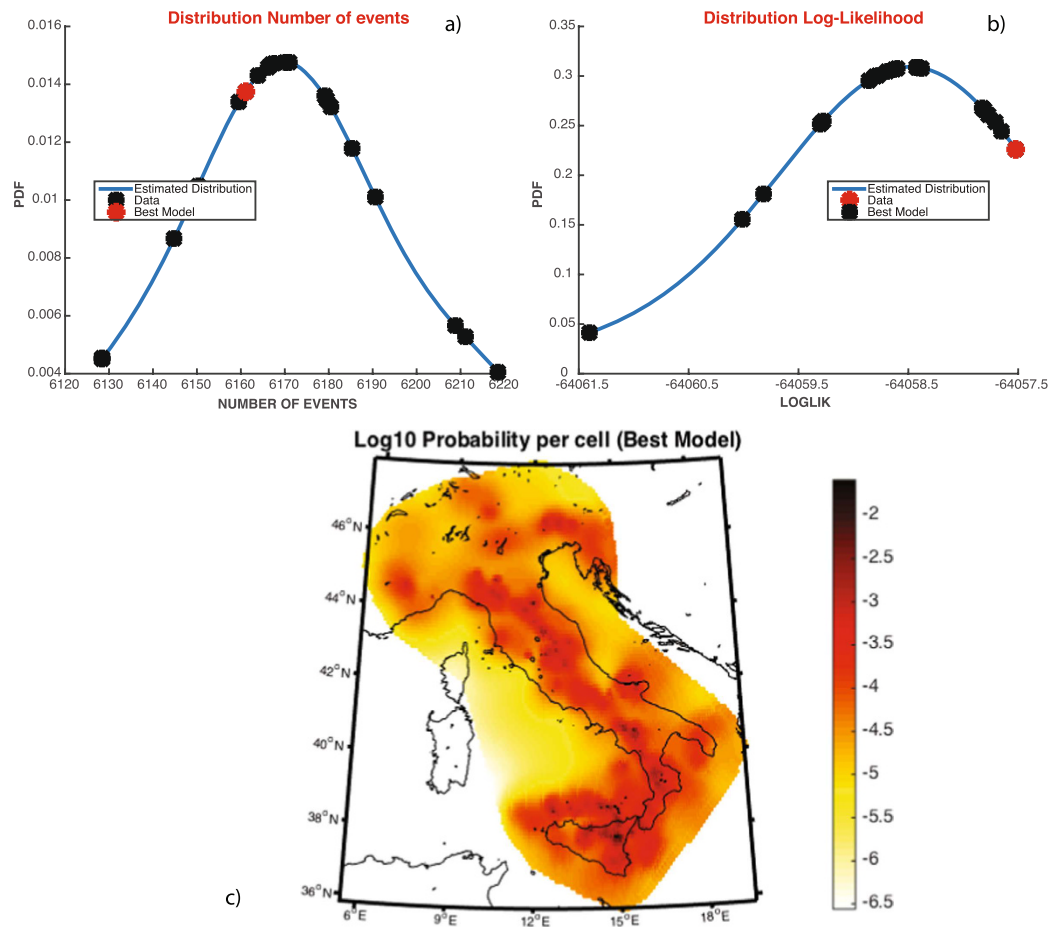 Distribution Number of events
a)
0.016
0.014
0.012
0.01
0.008
0.006
0.004
PDF
Estimated Distribution
Data
Best Model
6120 6130 6140 6150 6160 6170 6180 6190 6200 6210 6220
NUMBER OF EVENTS
Distribution Log-Likelihood
b)
0.35
0.3
0.25
0.2
0.15
0.1
0.05
0
PDF
Estimated Distribution
Data
Best Model
-64061.5 -64060.5 -64059.5 -64058.5 -64057.5
LOGLIK
Log10 Probability per cell (Best Model)
46°N
44°N
42°N
40°N
38°N
36°N
6°E 9°E 12°E 15°E 18°E
-2
-2.5
-3
-3.5
-4
-4.5
-5
-5.5
-6
-6.5
c)